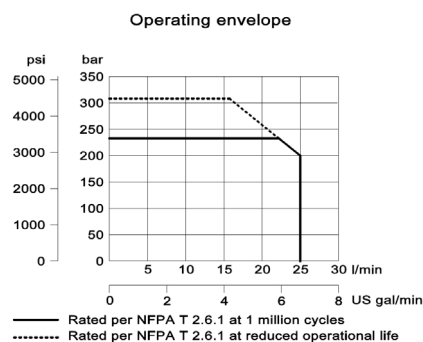 Operating envelope
psi bar
5000 350
4000 300
250
3000 200
2000 150
100
1000 50
0 0
5 10 15 20 25 30 l/min
0 2 4 6 8 US gal/min
Rated per NFPA T 2.6.1 at 1 million cycles
Rated per NFPA T 2.6.1 at reduced operational life